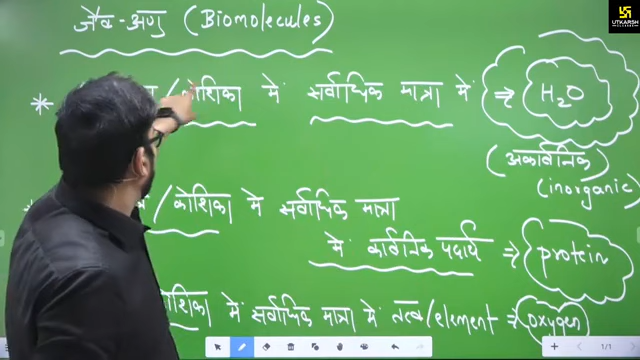 जैव-अणु (Biomolecules)
UTKARSH
* /कोशिका में सर्वाधिक मात्रा में ⇒ H2O
(अकार्बनिक)
(inorganic)
/कोशिका में सर्वाधिक मात्रा
में कार्बनिक पदार्थ ⇒ protein
में सर्वाधिक मात्रा में तत्व/element ⇒ oxygen
1/1